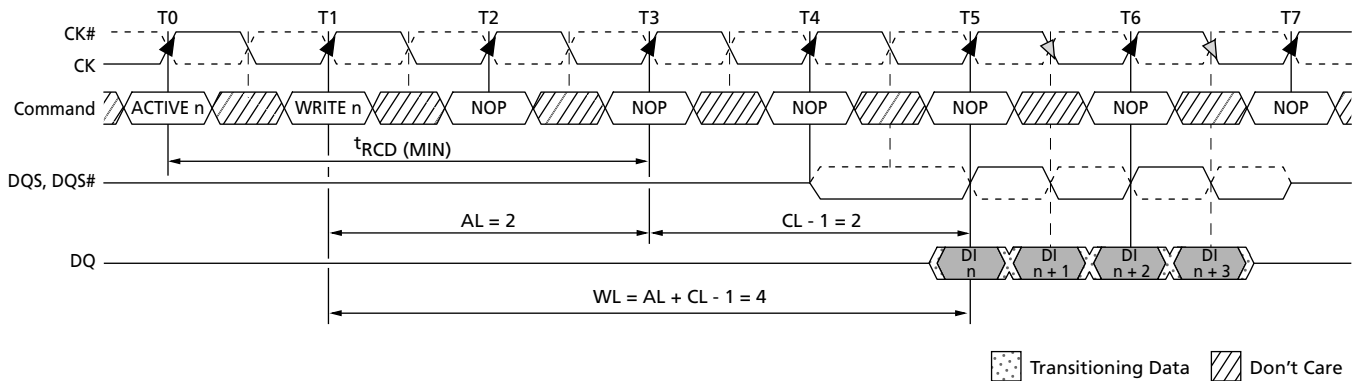 T0 T1 T2 T3 T4 T5 T6 T7
CK#
CK
Command ACTIVE n WRITE n NOP NOP NOP NOP NOP NOP
tRCD (MIN)
DQS, DQS#
AL = 2 CL - 1 = 2
DQ DI n DI n + 1 DI n + 2 DI n + 3
WL = AL + CL - 1 = 4
Transitioning Data Don't Care